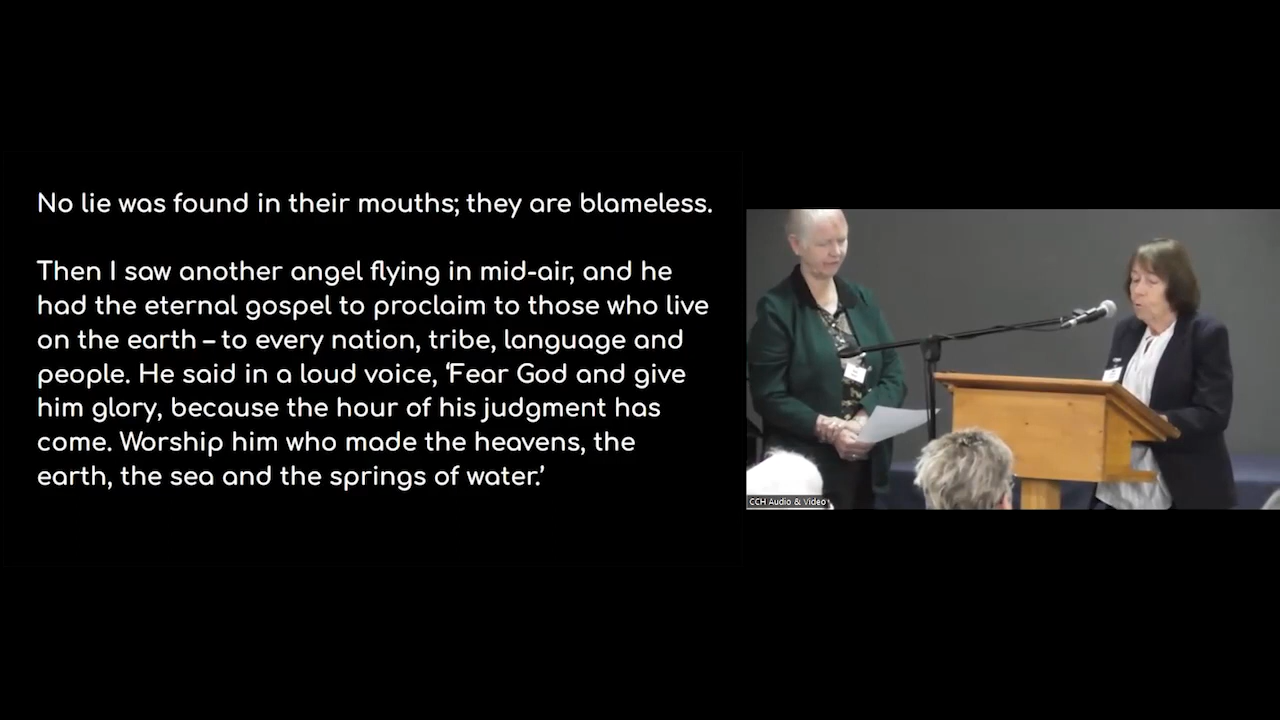 No lie was found in their mouths; they are blameless.
Then I saw another angel flying in mid-air, and he
had the eternal gospel to proclaim to those who live
on the earth – to every nation, tribe, language and
people. He said in a loud voice, ‘Fear God and give
him glory, because the hour of his judgment has
come. Worship him who made the heavens, the
earth, the sea and the springs of water.’
CCH Audio & Video